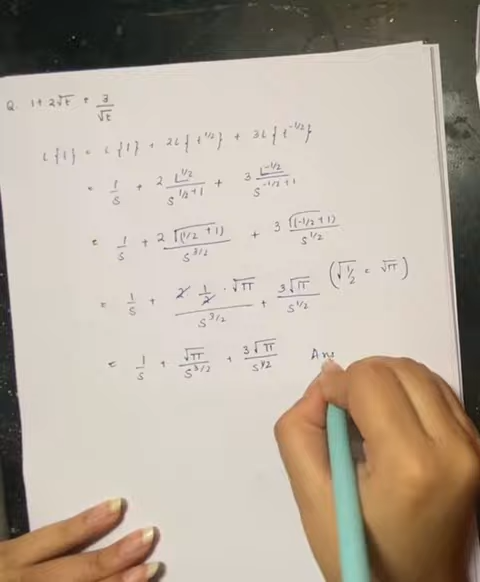 Q. 1+2√t + 3/√t
L{1} = L{1} + 2L{t^1/2} + 3L{t^-1/2}
= 1/s + 2 ∟1/2 / s^1/2+1 + 3 ∟-1/2 / s^-1/2+1
= 1/s + 2 Γ(1/2+1) / s^3/2 + 3 Γ(-1/2+1) / s^1/2
= 1/s + 2 · 1/2 · √π / s^3/2 + 3√π / s^1/2 (Γ1/2 = √π)
= 1/s + √π / s^3/2 + 3√π / s^1/2 Ans